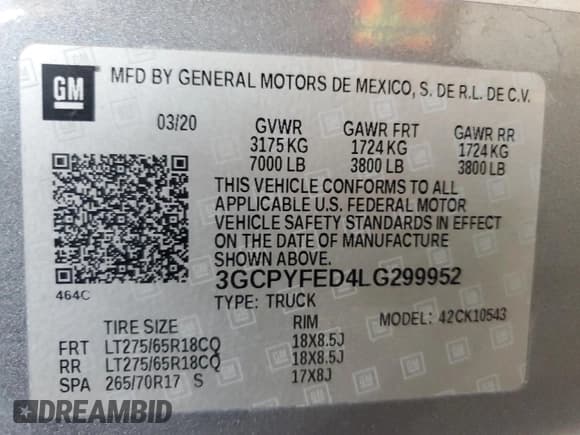 GM
MFD BY GENERAL MOTORS DE MEXICO, S. DE R.L. DE C.V.
03/20 GVWR GAWR FRT GAWR RR
3175 KG 1724 KG 1724 KG
7000 LB 3800 LB 3800 LB
THIS VEHICLE CONFORMS TO ALL
APPLICABLE U.S. FEDERAL MOTOR
VEHICLE SAFETY STANDARDS IN EFFECT
ON THE DATE OF MANUFACTURE
SHOWN ABOVE.
464C
3GCPYFED4LG299952
TYPE: TRUCK
MODEL: 42CK10543
TIRE SIZE RIM
FRT LT275/65R18CQ 18X8.5J
RR LT275/65R18CQ 18X8.5J
SPA 265/70R17 S 17X8J
DREAMBID